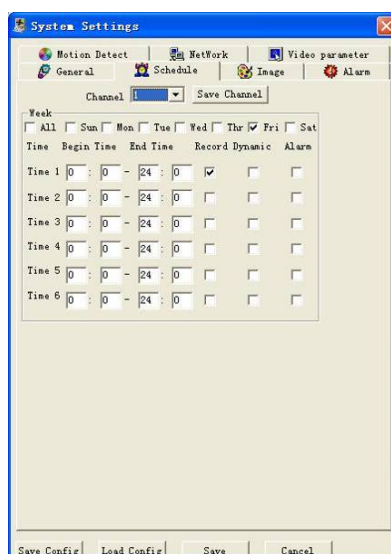 System Settings
Motion Detect NetWork Video parameter
General Schedule Image Alarm
Channel 1 Save Channel
Week
All Sun Mon Tue Wed Thr Fri Sat
Time Begin Time End Time Record Dynamic Alarm
Time 1 0 : 0 - 24 : 0
Time 2 0 : 0 - 24 : 0
Time 3 0 : 0 - 24 : 0
Time 4 0 : 0 - 24 : 0
Time 5 0 : 0 - 24 : 0
Time 6 0 : 0 - 24 : 0
Save Config Load Config Save Cancel